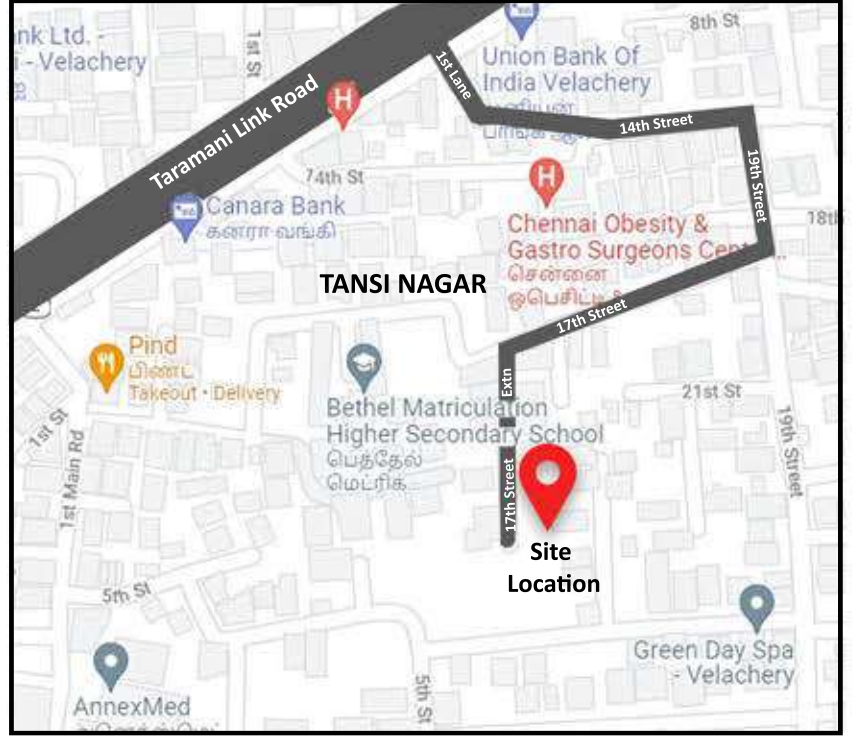 nk Ltd. -
i - Velachery
1st St
8th St
Union Bank Of
India Velachery
1st Lane
14th Street
Taramani Link Road
H
74th St
19th Street
H
18th
Canara Bank
கனரா வங்கி
Chennai Obesity &
Gastro Surgeons Cent...
சென்னை
ஒபெசிட்டி &
TANSI NAGAR
17th Street
Pind
பிண்ட்
Takeout • Delivery
Extn
21st St
Bethel Matriculation
Higher Secondary School
பெத்தேல்
மெட்ரிக்...
1st St
1st Main Rd
19th Street
17th Street
Site
Location
5th St
Green Day Spa
- Velachery
AnnexMed
5th St